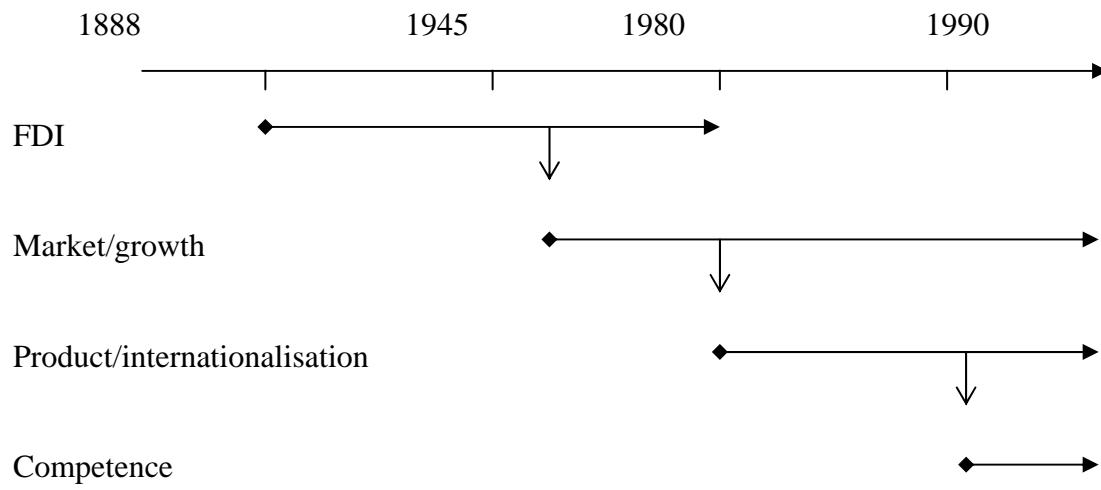 1888 1945 1980 1990
FDI
Market/growth
Product/internationalisation
Competence